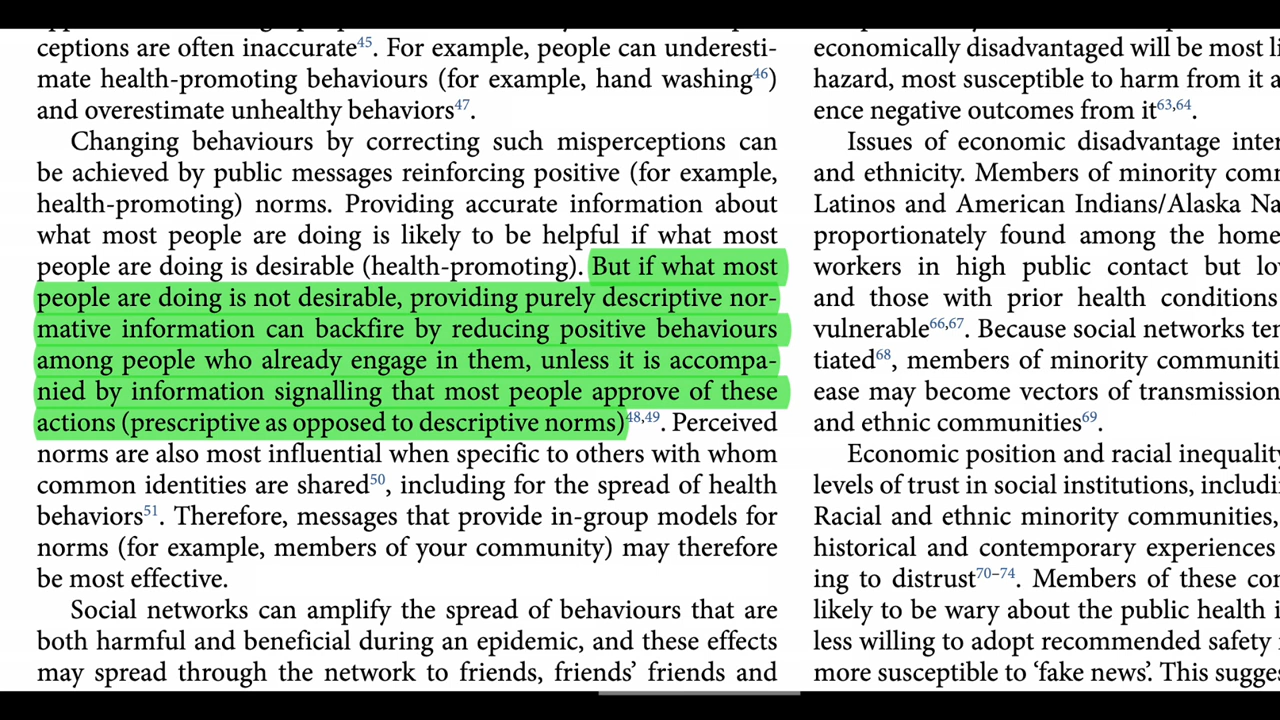 ceptions are often inaccurate45. For example, people can underesti-
mate health-promoting behaviours (for example, hand washing46)
and overestimate unhealthy behaviors47.
Changing behaviours by correcting such misperceptions can
be achieved by public messages reinforcing positive (for example,
health-promoting) norms. Providing accurate information about
what most people are doing is likely to be helpful if what most
people are doing is desirable (health-promoting). But if what most
people are doing is not desirable, providing purely descriptive nor-
mative information can backfire by reducing positive behaviours
among people who already engage in them, unless it is accompa-
nied by information signalling that most people approve of these
actions (prescriptive as opposed to descriptive norms)48,49. Perceived
norms are also most influential when specific to others with whom
common identities are shared50, including for the spread of health
behaviors51. Therefore, messages that provide in-group models for
norms (for example, members of your community) may therefore
be most effective.
Social networks can amplify the spread of behaviours that are
both harmful and beneficial during an epidemic, and these effects
may spread through the network to friends, friends’ friends and
economically disadvantaged will be most li
hazard, most susceptible to harm from it a
ence negative outcomes from it63,64.
Issues of economic disadvantage inter
and ethnicity. Members of minority com
Latinos and American Indians/Alaska Na
proportionately found among the home
workers in high public contact but lo
and those with prior health conditions
vulnerable66,67. Because social networks ten
tiated68, members of minority communiti
ease may become vectors of transmission
and ethnic communities69.
Economic position and racial inequality
levels of trust in social institutions, includi
Racial and ethnic minority communities,
historical and contemporary experiences
ing to distrust70–74. Members of these co
likely to be wary about the public health i
less willing to adopt recommended safety
more susceptible to ‘fake news’. This sugge